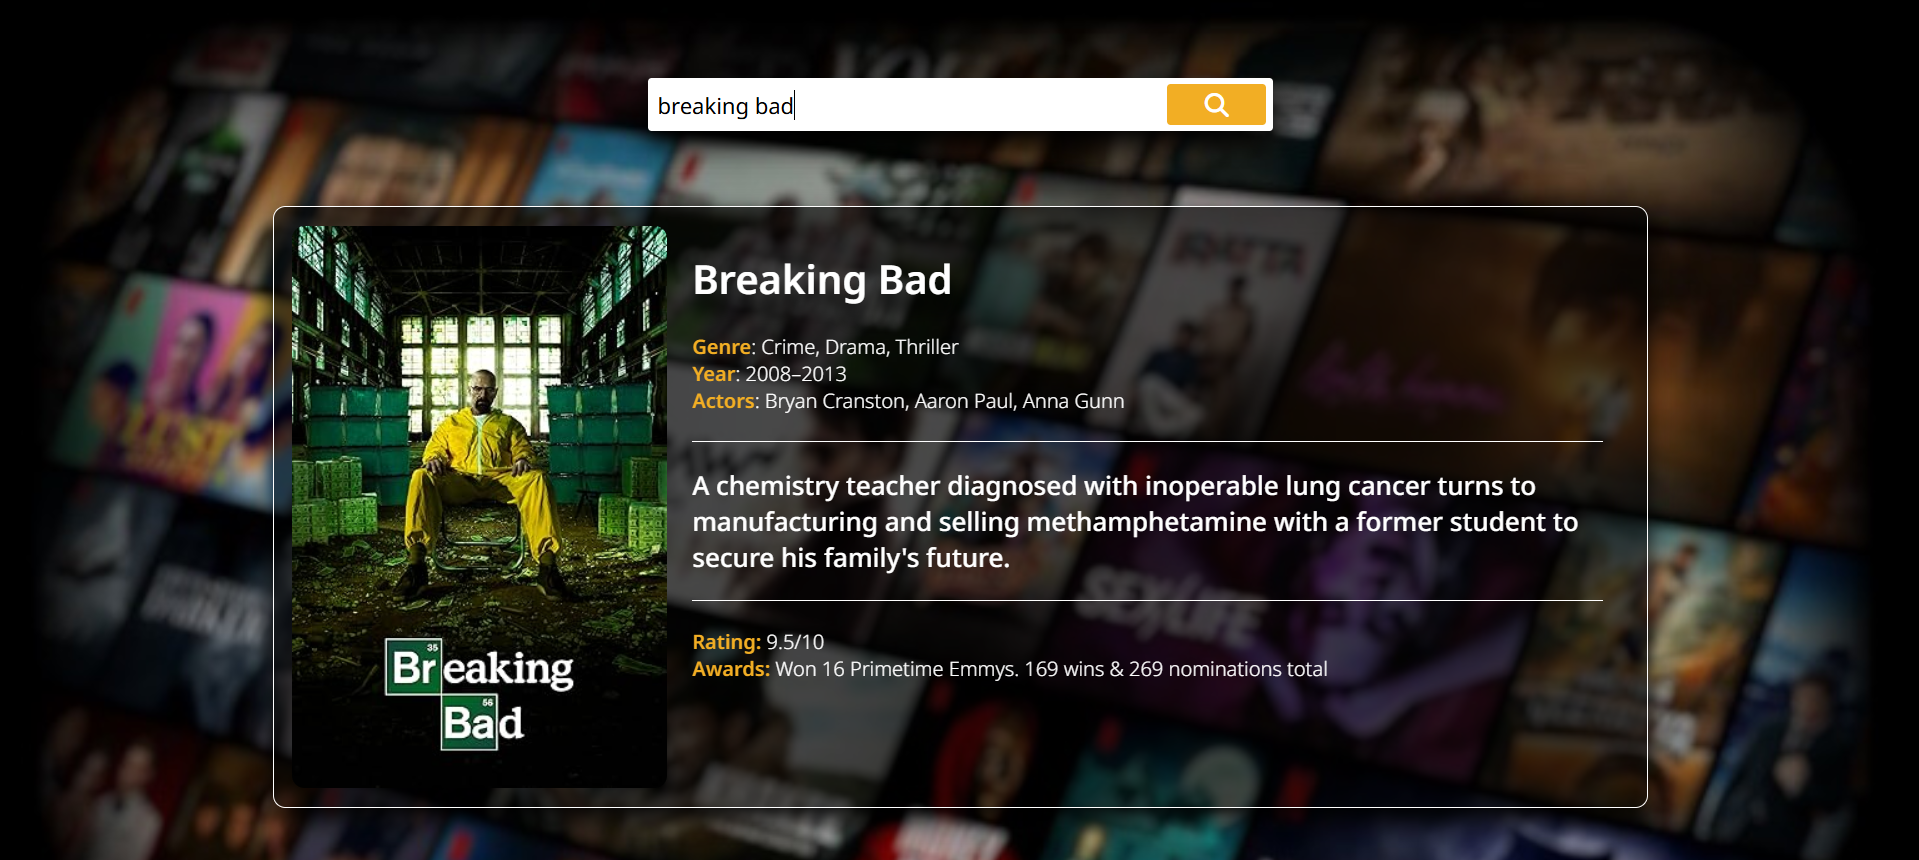 breaking bad
Breaking Bad
Genre: Crime, Drama, Thriller
Year: 2008–2013
Actors: Bryan Cranston, Aaron Paul, Anna Gunn
A chemistry teacher diagnosed with inoperable lung cancer turns to
manufacturing and selling methamphetamine with a former student to
secure his family's future.
Rating: 9.5/10
Awards: Won 16 Primetime Emmys. 169 wins & 269 nominations total
35
Breaking
56
Bad
SEX/LIFE